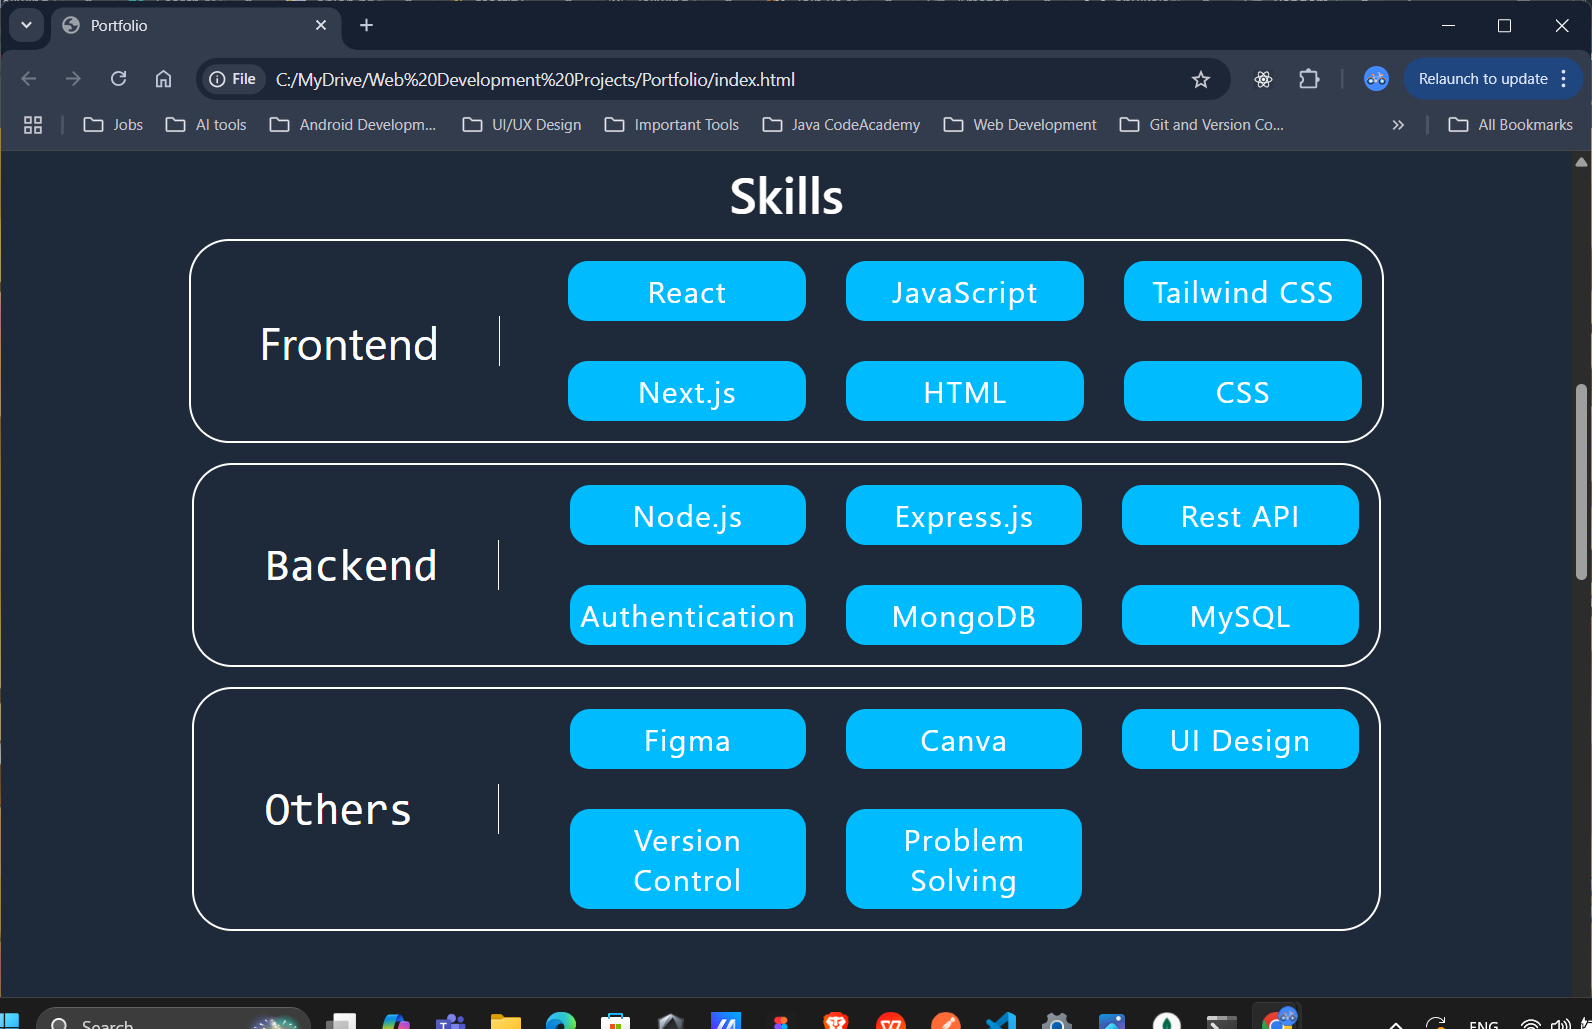 Portfolio
File C:/MyDrive/Web%20Development%20Projects/Portfolio/index.html Relaunch to update
Jobs AI tools Android Developm... UI/UX Design Important Tools Java CodeAcademy Web Development Git and Version Co... All Bookmarks
Skills
Frontend
React JavaScript Tailwind CSS
Next.js HTML CSS
Backend
Node.js Express.js Rest API
Authentication MongoDB MySQL
Others
Figma Canva UI Design
Version
Control
Problem
Solving
Search
ENG